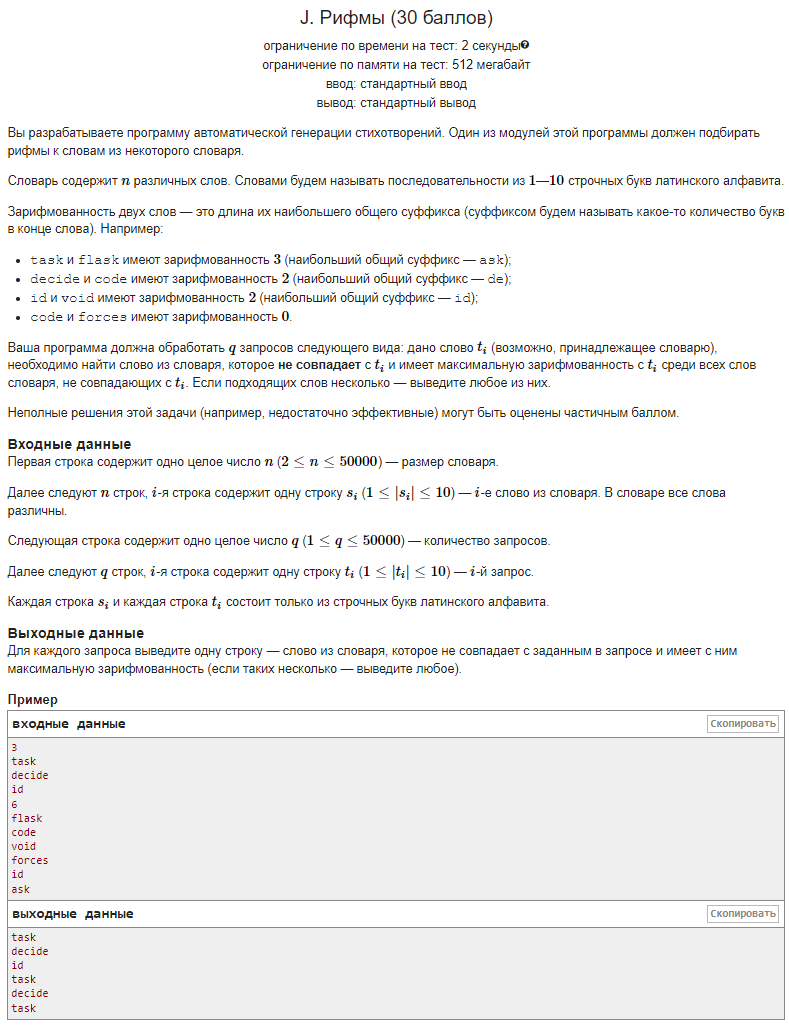 J. Рифмы (30 баллов)
ограничение по времени на тест: 2 секунды
ограничение по памяти на тест: 512 мегабайт
ввод: стандартный ввод
вывод: стандартный вывод
Вы разрабатываете программу автоматической генерации стихотворений. Один из модулей этой программы должен подбирать
рифмы к словам из некоторого словаря.
Словарь содержит n различных слов. Словами будем называть последовательности из 1—10 строчных букв латинского алфавита.
Зарифмованность двух слов — это длина их наибольшего общего суффикса (суффиксом будем называть какое-то количество букв
в конце слова). Например:
• task и flask имеют зарифмованность 3 (наибольший общий суффикс — ask);
• decide и code имеют зарифмованность 2 (наибольший общий суффикс — de);
• id и void имеют зарифмованность 2 (наибольший общий суффикс — id);
• code и forces имеют зарифмованность 0.
Ваша программа должна обработать q запросов следующего вида: дано слово t_i (возможно, принадлежащее словарю),
необходимо найти слово из словаря, которое не совпадает с t_i и имеет максимальную зарифмованность с t_i среди всех слов
словаря, не совпадающих с t_i. Если подходящих слов несколько — выведите любое из них.
Неполные решения этой задачи (например, недостаточно эффективные) могут быть оценены частичным баллом.
Входные данные
Первая строка содержит одно целое число n (2 ≤ n ≤ 50000) — размер словаря.
Далее следуют n строк, i-я строка содержит одну строку s_i (1 ≤ |s_i| ≤ 10) — i-е слово из словаря. В словаре все слова
различны.
Следующая строка содержит одно целое число q (1 ≤ q ≤ 50000) — количество запросов.
Далее следуют q строк, i-я строка содержит одну строку t_i (1 ≤ |t_i| ≤ 10) — i-й запрос.
Каждая строка s_i и каждая строка t_i состоит только из строчных букв латинского алфавита.
Выходные данные
Для каждого запроса выведите одну строку — слово из словаря, которое не совпадает с заданным в запросе и имеет с ним
максимальную зарифмованность (если таких несколько — выведите любое).
Пример
входные данные Скопировать
3
task
decide
id
6
flask
code
void
forces
id
ask
выходные данные Скопировать
task
decide
id
task
decide
task